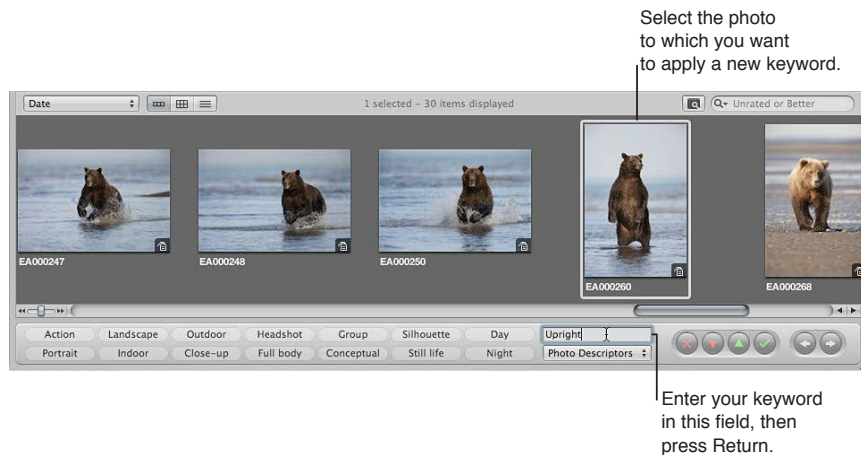 Select the photo
to which you want
to apply a new keyword.
Date
1 selected – 30 items displayed
Unrated or Better
EA000247
EA000248
EA000250
EA000260
EA000268
Action Landscape Outdoor Headshot Group Silhouette Day Upright
Portrait Indoor Close-up Full body Conceptual Still life Night Photo Descriptors
Enter your keyword
in this field, then
press Return.